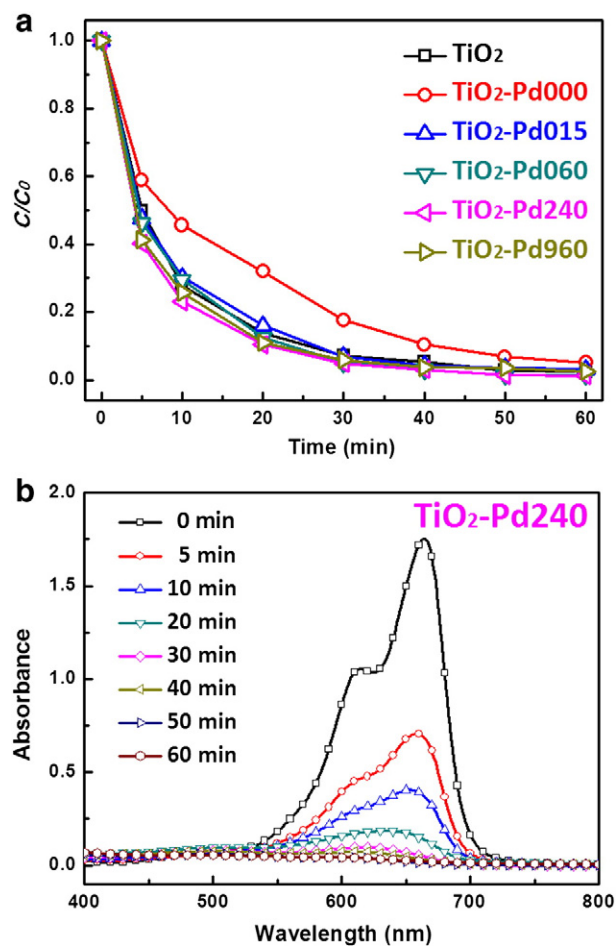 a
1.0
0.8
0.6
0.4
0.2
0.0
C/C0
TiO2
TiO2-Pd000
TiO2-Pd015
TiO2-Pd060
TiO2-Pd240
TiO2-Pd960
0 10 20 30 40 50 60
Time (min)
b
2.0
1.5
1.0
0.5
0.0
Absorbance
TiO2-Pd240
0 min
5 min
10 min
20 min
30 min
40 min
50 min
60 min
400 500 600 700 800
Wavelength (nm)